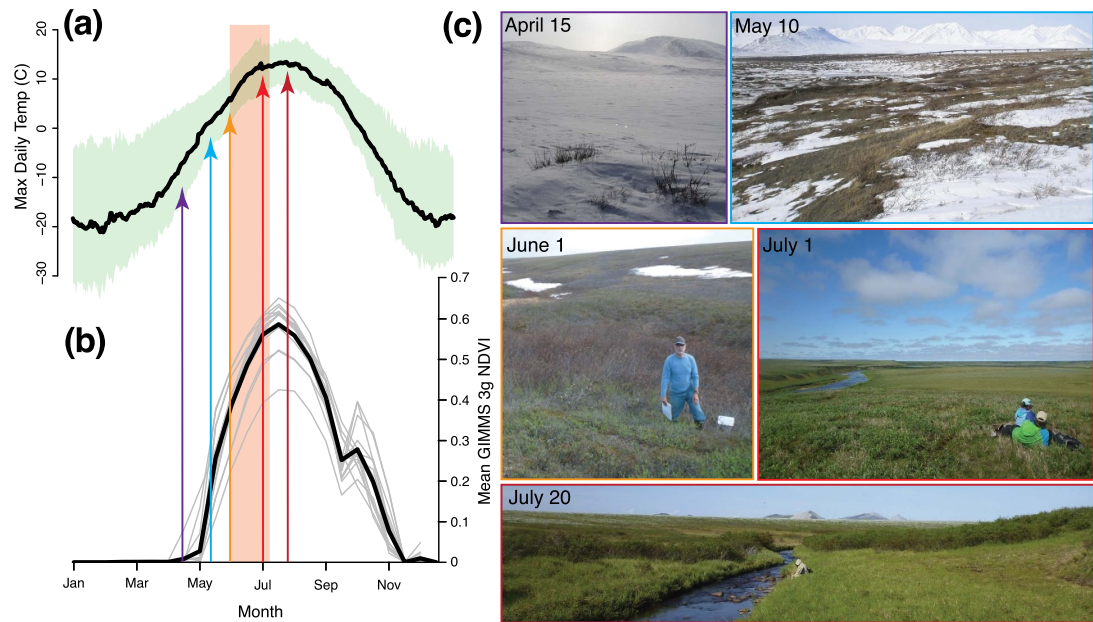 (a)
20
10
0
−10
−20
−30
Max Daily Temp (C)
(b)
0.7
0.6
0.5
0.4
0.3
0.2
0.1
0
Mean GIMMS 3g NDVI
Jan Mar May Jul Sep Nov
Month
(c)
April 15
May 10
June 1
July 1
July 20